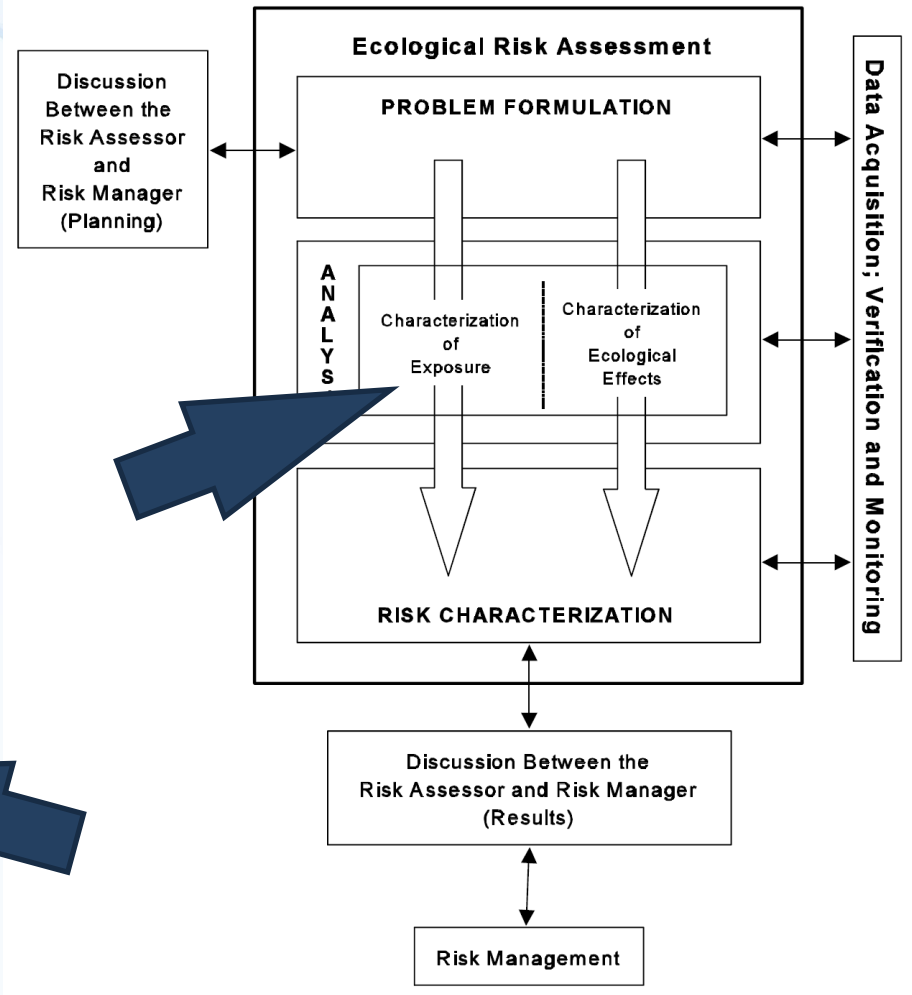 Ecological Risk Assessment
Discussion
Between the
Risk Assessor
and
Risk Manager
(Planning)
PROBLEM FORMULATION
A
N
A
L
Y
S
Characterization
of
Exposure
Characterization
of
Ecological
Effects
RISK CHARACTERIZATION
Data Acquisition; Verification and Monitoring
Discussion Between the
Risk Assessor and Risk Manager
(Results)
Risk Management